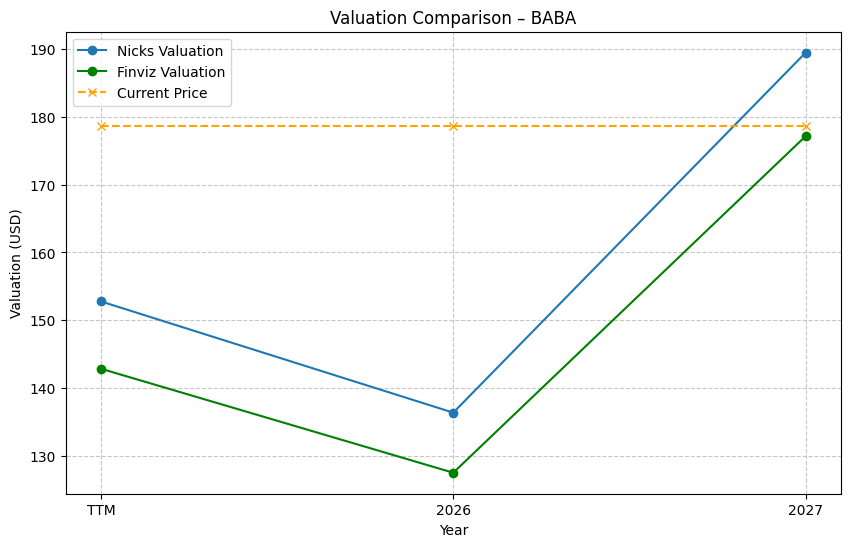 Valuation Comparison – BABA
Nicks Valuation
Finviz Valuation
Current Price
Valuation (USD)
190
180
170
160
150
140
130
TTM
2026
2027
Year